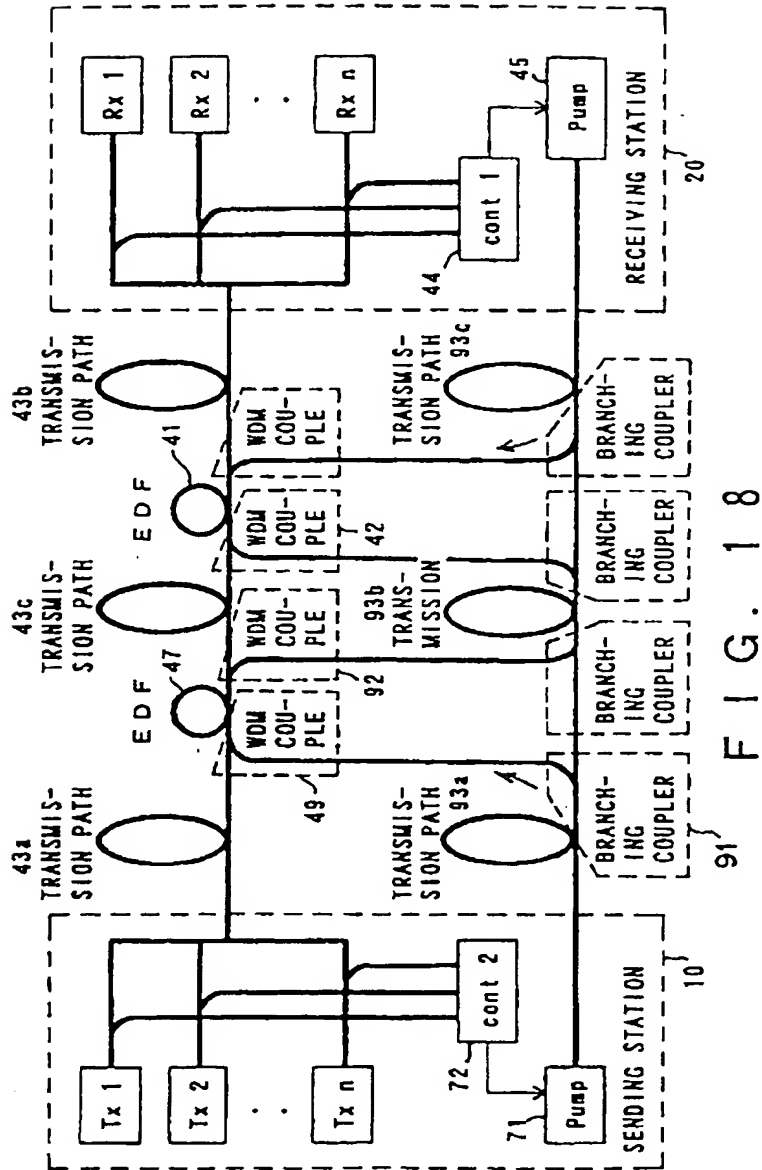 43a
TRANSMIS-
SION PATH
EDF
47
43c
TRANSMIS-
SION PATH
EDF
41
43b
TRANSMIS-
SION PATH
Tx 1
Tx 2
. .
Tx n
72
cont 2
71
Pump
SENDING STATION
10
WDM
COU-
PLE
49
WDM
COU-
PLE
92
WDM
COU-
PLE
42
WDM
COU-
PLE
Rx 1
Rx 2
. .
Rx n
44
cont 1
45
Pump
RECEIVING STATION
20
TRANSMIS-
SION PATH
93a
93b
TRANS-
MISSION
TRANSMIS-
SION PATH
93c
BRANCH-
ING
COUPLER
91
BRANCH-
ING
COUPLER
BRANCH-
ING
COUPLER
BRANCH-
ING
COUPLER
FIG. 18